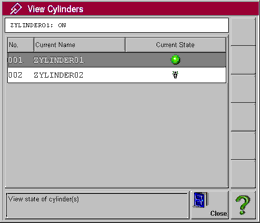 View Cylinders
ZYLINDER01: ON
No. Current Name Current State
001 ZYLINDER01
002 ZYLINDER02
View state of cylinder(s)
Close